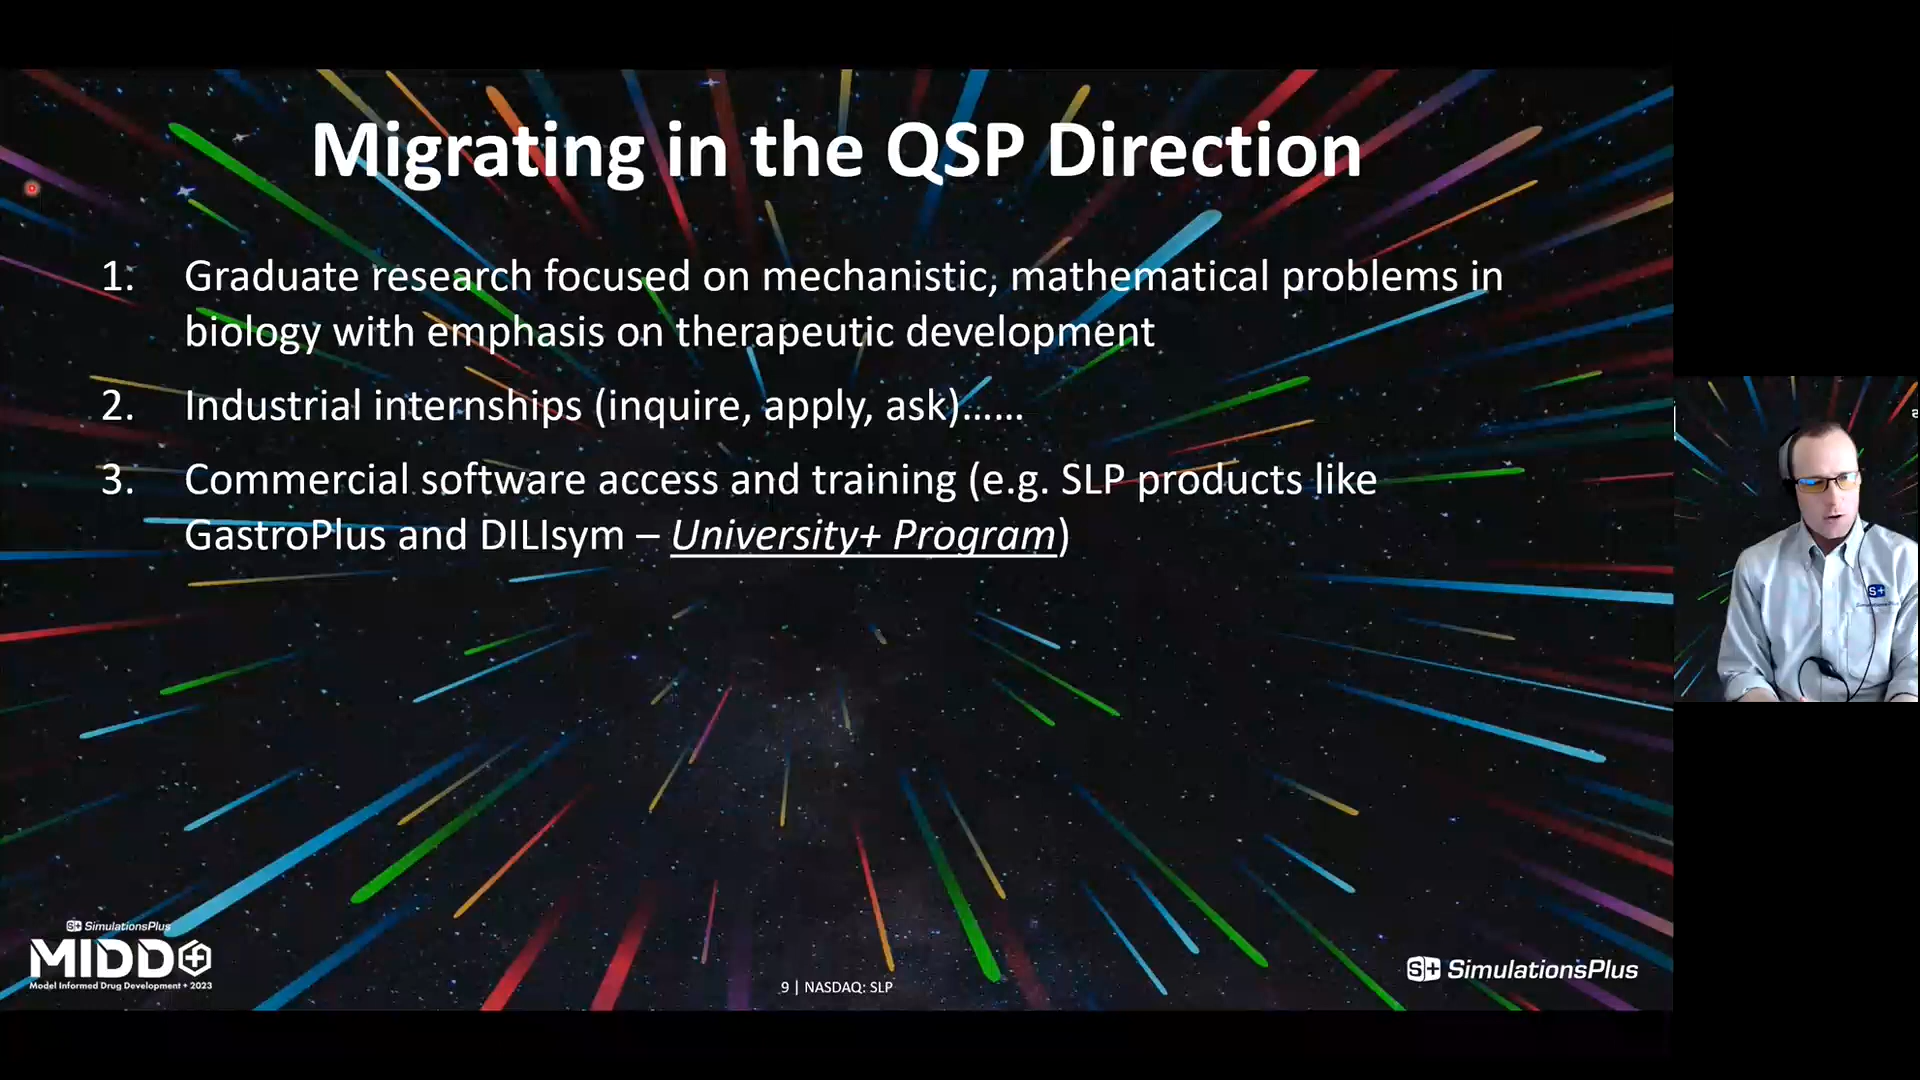 Migrating in the QSP Direction
1. Graduate research focused on mechanistic, mathematical problems in
biology with emphasis on therapeutic development
2. Industrial internships (inquire, apply, ask)......
3. Commercial software access and training (e.g. SLP products like
GastroPlus and DILIsym – University+ Program)
S+
S+ SimulationsPlus
MIDD+
Model Informed Drug Development + 2023
9 | NASDAQ: SLP
S+ SimulationsPlus